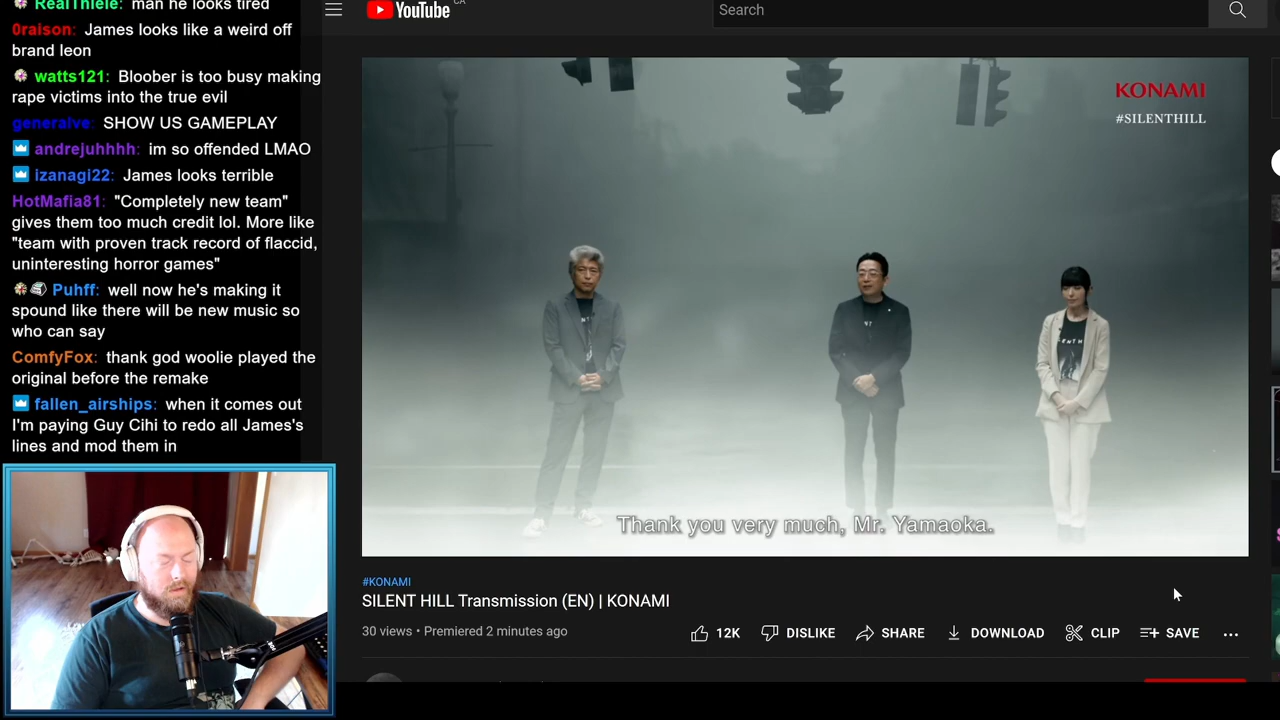 RealThiele: man he looks tired
0raison: James looks like a weird off
brand leon
watts121: Bloober is too busy making
rape victims into the true evil
generalve: SHOW US GAMEPLAY
andrejuhhhh: im so offended LMAO
izanagi22: James looks terrible
HotMafia81: "Completely new team"
gives them too much credit lol. More like
"team with proven track record of flaccid,
uninteresting horror games"
Puhff: well now he's making it
spound like there will be new music so
who can say
ComfyFox: thank god woolie played the
original before the remake
fallen_airships: when it comes out
I'm paying Guy Cihi to redo all James's
lines and mod them in
YouTube CA
Search
KONAMI
#SILENTHILL
Thank you very much, Mr. Yamaoka.
#KONAMI
SILENT HILL Transmission (EN) | KONAMI
30 views • Premiered 2 minutes ago
12K DISLIKE SHARE DOWNLOAD CLIP SAVE